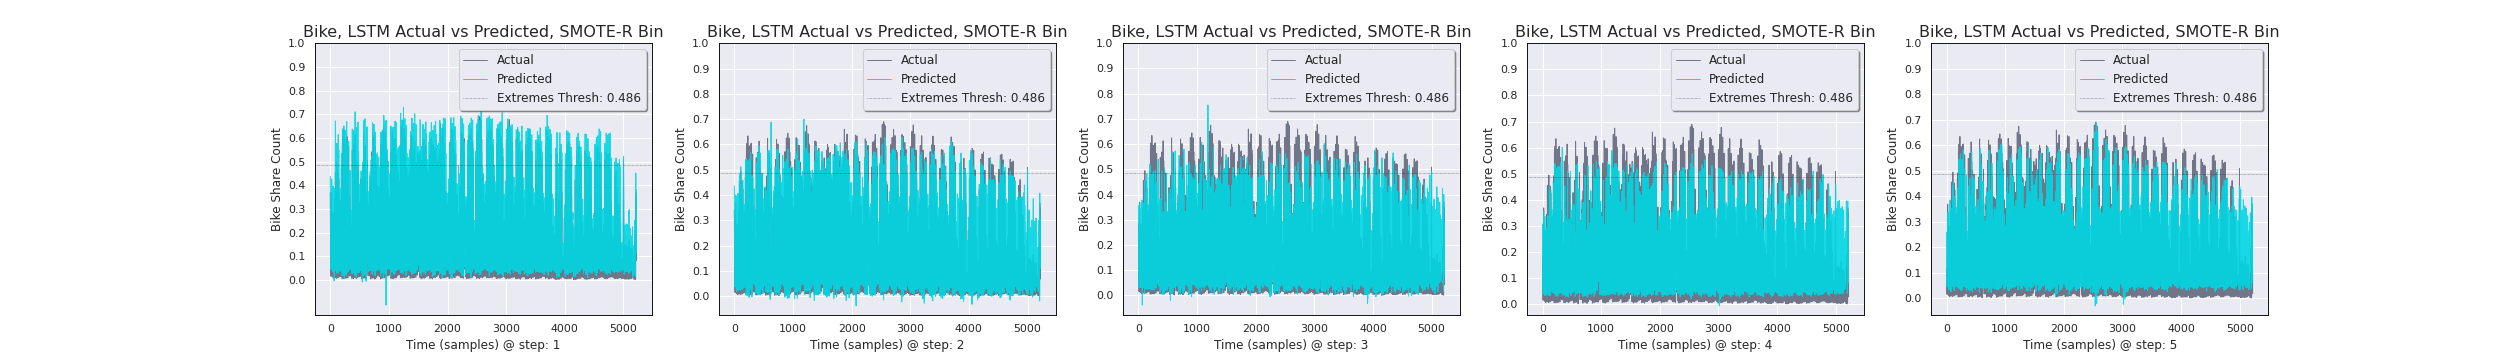 Bike, LSTM Actual vs Predicted, SMOTE-R Bin
1.0
0.9
0.8
0.7
0.6
0.5
0.4
0.3
0.2
0.1
0.0
Bike Share Count
Actual
Predicted
Extremes Thresh: 0.486
0 1000 2000 3000 4000 5000
Time (samples) @ step: 1
Bike, LSTM Actual vs Predicted, SMOTE-R Bin
1.0
0.9
0.8
0.7
0.6
0.5
0.4
0.3
0.2
0.1
0.0
Bike Share Count
Actual
Predicted
Extremes Thresh: 0.486
0 1000 2000 3000 4000 5000
Time (samples) @ step: 2
Bike, LSTM Actual vs Predicted, SMOTE-R Bin
1.0
0.9
0.8
0.7
0.6
0.5
0.4
0.3
0.2
0.1
0.0
Bike Share Count
Actual
Predicted
Extremes Thresh: 0.486
0 1000 2000 3000 4000 5000
Time (samples) @ step: 3
Bike, LSTM Actual vs Predicted, SMOTE-R Bin
1.0
0.9
0.8
0.7
0.6
0.5
0.4
0.3
0.2
0.1
0.0
Bike Share Count
Actual
Predicted
Extremes Thresh: 0.486
0 1000 2000 3000 4000 5000
Time (samples) @ step: 4
Bike, LSTM Actual vs Predicted, SMOTE-R Bin
1.0
0.9
0.8
0.7
0.6
0.5
0.4
0.3
0.2
0.1
0.0
Bike Share Count
Actual
Predicted
Extremes Thresh: 0.486
0 1000 2000 3000 4000 5000
Time (samples) @ step: 5